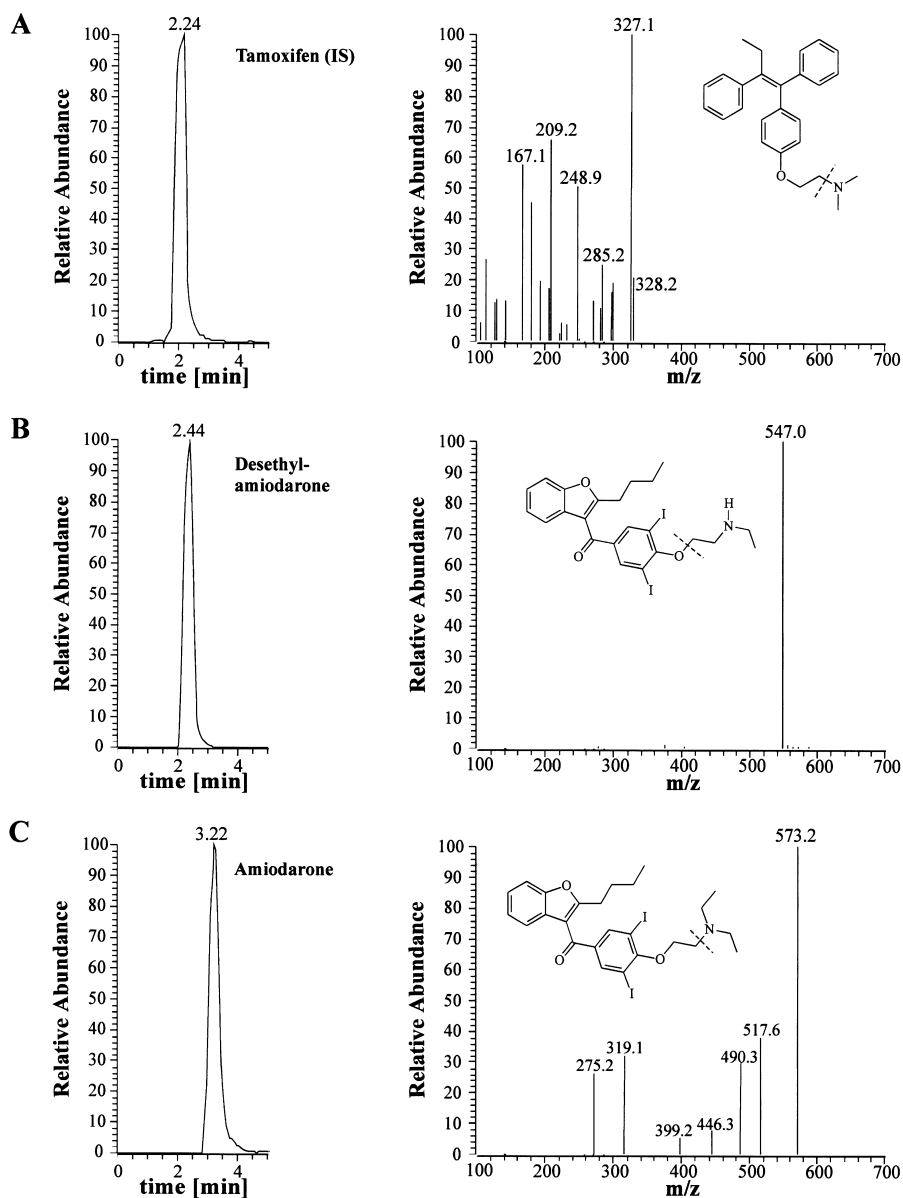 A
2.24
Tamoxifen (IS)
100
90
80
70
60
50
40
30
20
10
0
Relative Abundance
0 2 4
time [min]
327.1
209.2
167.1
248.9
285.2
328.2
O
N
100
90
80
70
60
50
40
30
20
10
0
Relative Abundance
100 200 300 400 500 600 700
m/z
B
2.44
Desethyl-
amiodarone
100
90
80
70
60
50
40
30
20
10
0
Relative Abundance
0 2 4
time [min]
547.0
O
I
H
N
O
O
I
100
90
80
70
60
50
40
30
20
10
0
Relative Abundance
100 200 300 400 500 600 700
m/z
C
3.22
Amiodarone
100
90
80
70
60
50
40
30
20
10
0
Relative Abundance
0 2 4
time [min]
573.2
517.6
490.3
319.1
275.2
446.3
399.2
O
I
N
O
O
I
100
90
80
70
60
50
40
30
20
10
0
Relative Abundance
100 200 300 400 500 600 700
m/z